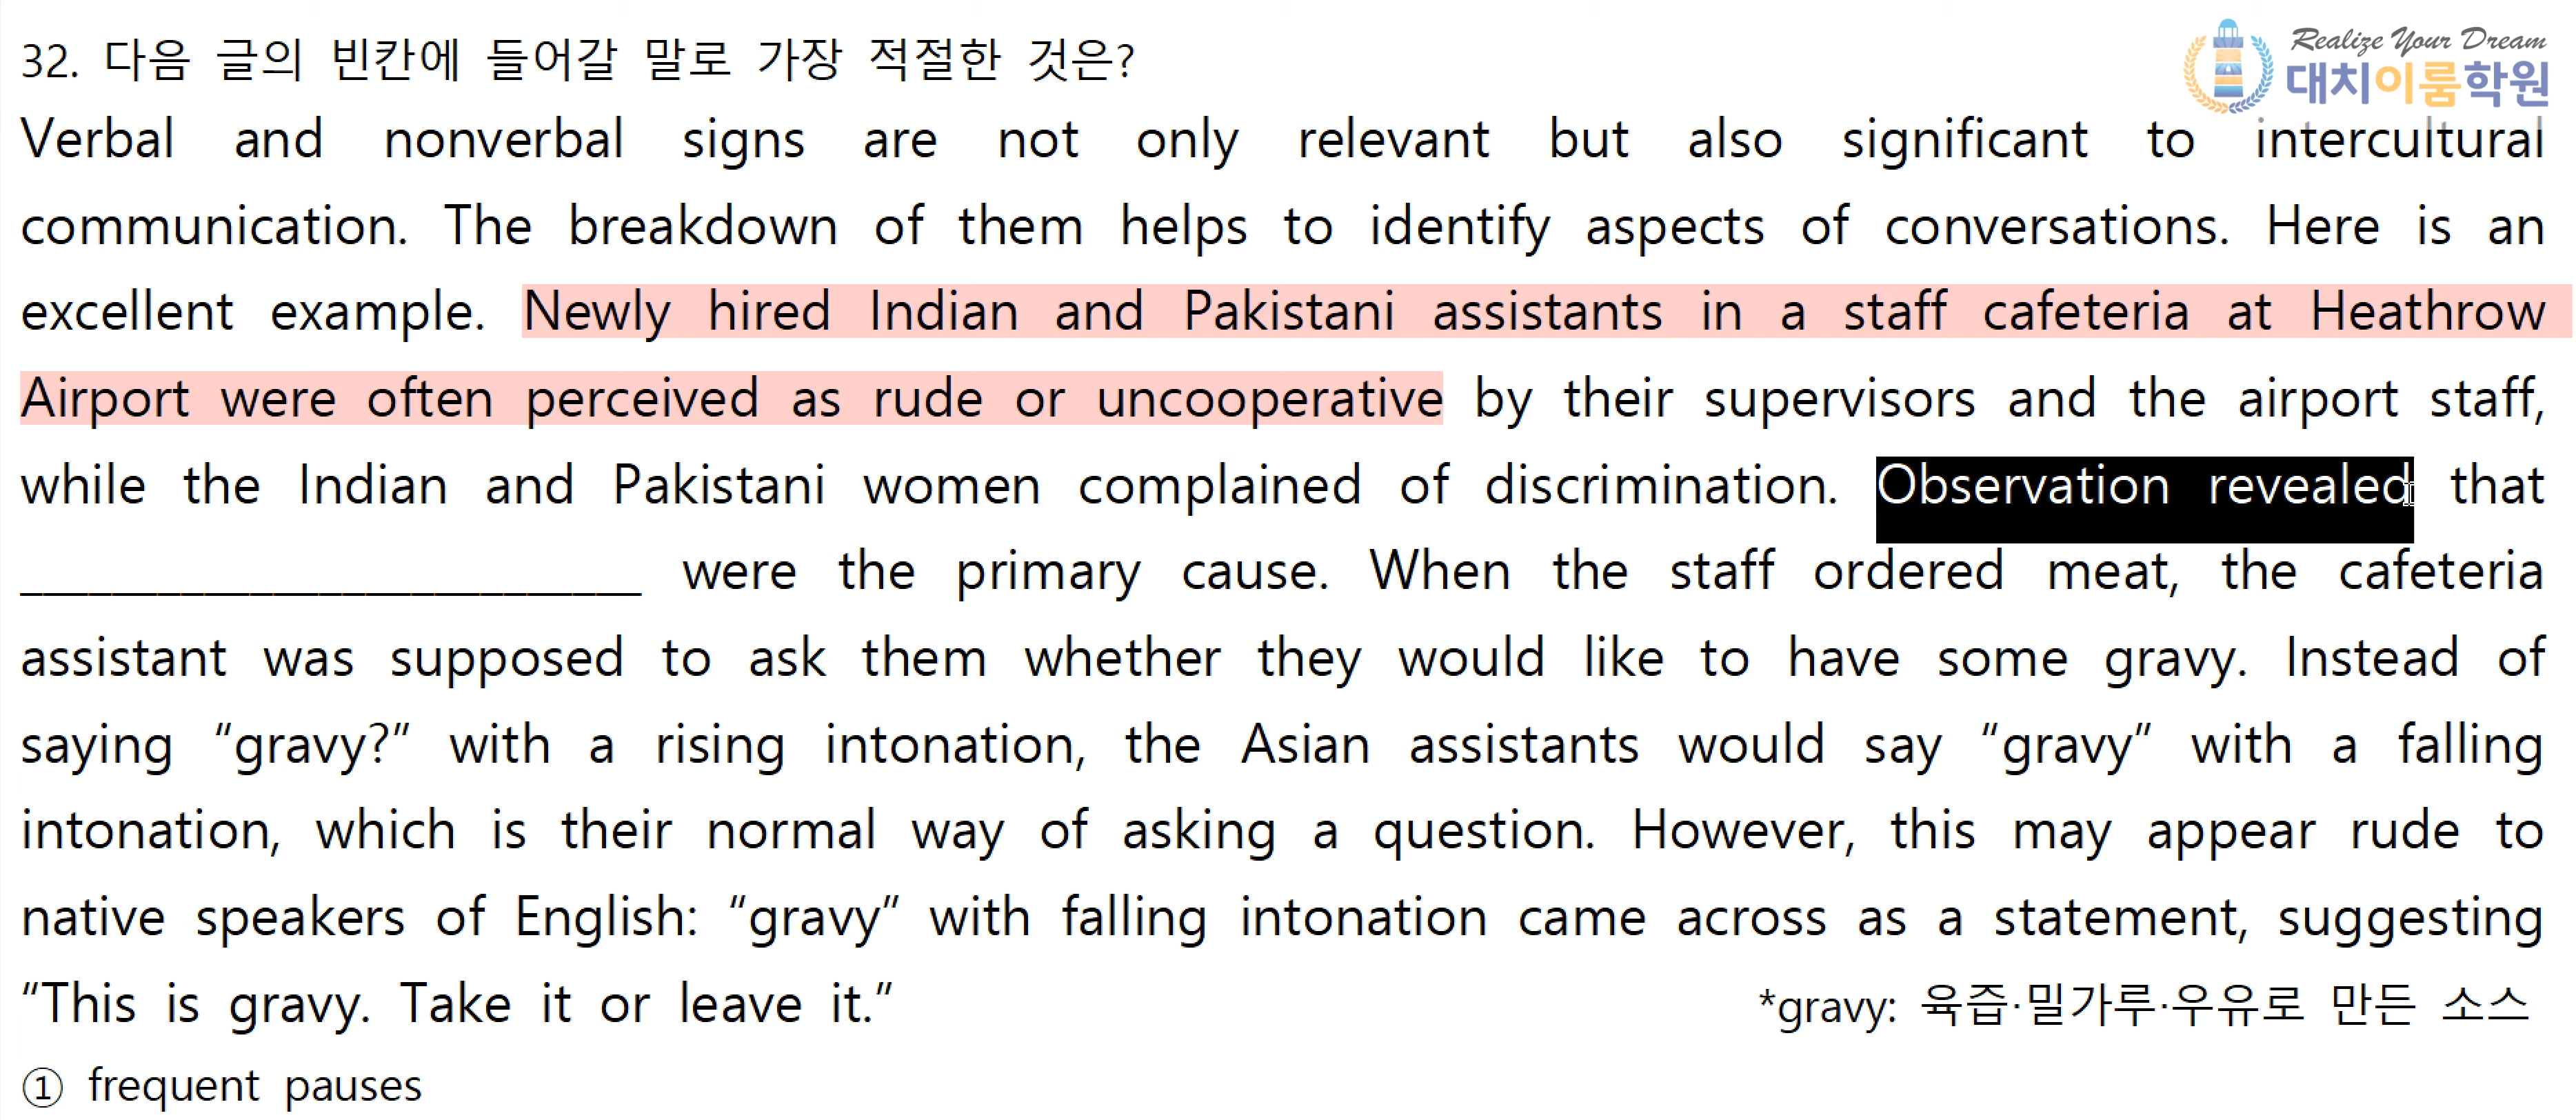 32. 다음 글의 빈칸에 들어갈 말로 가장 적절한 것은?
Realize Your Dream
대치이룸학원
Verbal and nonverbal signs are not only relevant but also significant to intercultural
communication. The breakdown of them helps to identify aspects of conversations. Here is an
excellent example. Newly hired Indian and Pakistani assistants in a staff cafeteria at Heathrow
Airport were often perceived as rude or uncooperative by their supervisors and the airport staff,
while the Indian and Pakistani women complained of discrimination. Observation revealed that
___________________________ were the primary cause. When the staff ordered meat, the cafeteria
assistant was supposed to ask them whether they would like to have some gravy. Instead of
saying “gravy?” with a rising intonation, the Asian assistants would say “gravy” with a falling
intonation, which is their normal way of asking a question. However, this may appear rude to
native speakers of English: “gravy” with falling intonation came across as a statement, suggesting
“This is gravy. Take it or leave it.”
*gravy: 육즙·밀가루·우유로 만든 소스
① frequent pauses